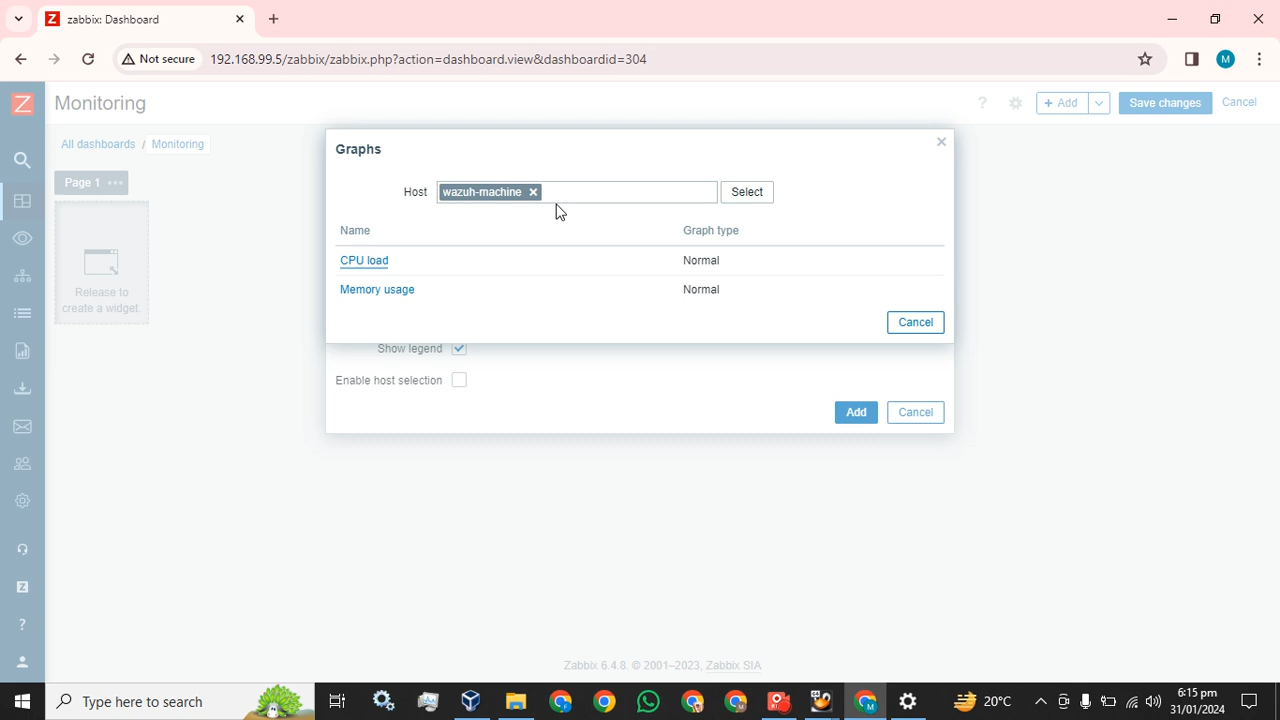 zabbix: Dashboard
Not secure
192.168.99.5/zabbix/zabbix.php?action=dashboard.view&dashboardid=304
M
Z
Monitoring
?
+ Add
Save changes
Cancel
All dashboards / Monitoring
Page 1
Release to
create a widget.
Graphs
Host
wazuh-machine
Select
Name
Graph type
CPU load
Normal
Memory usage
Normal
Cancel
Show legend
Enable host selection
Add
Cancel
Z
?
Zabbix 6.4.8. © 2001–2023, Zabbix SIA
Type here to search
20°C
6:15 pm
31/01/2024